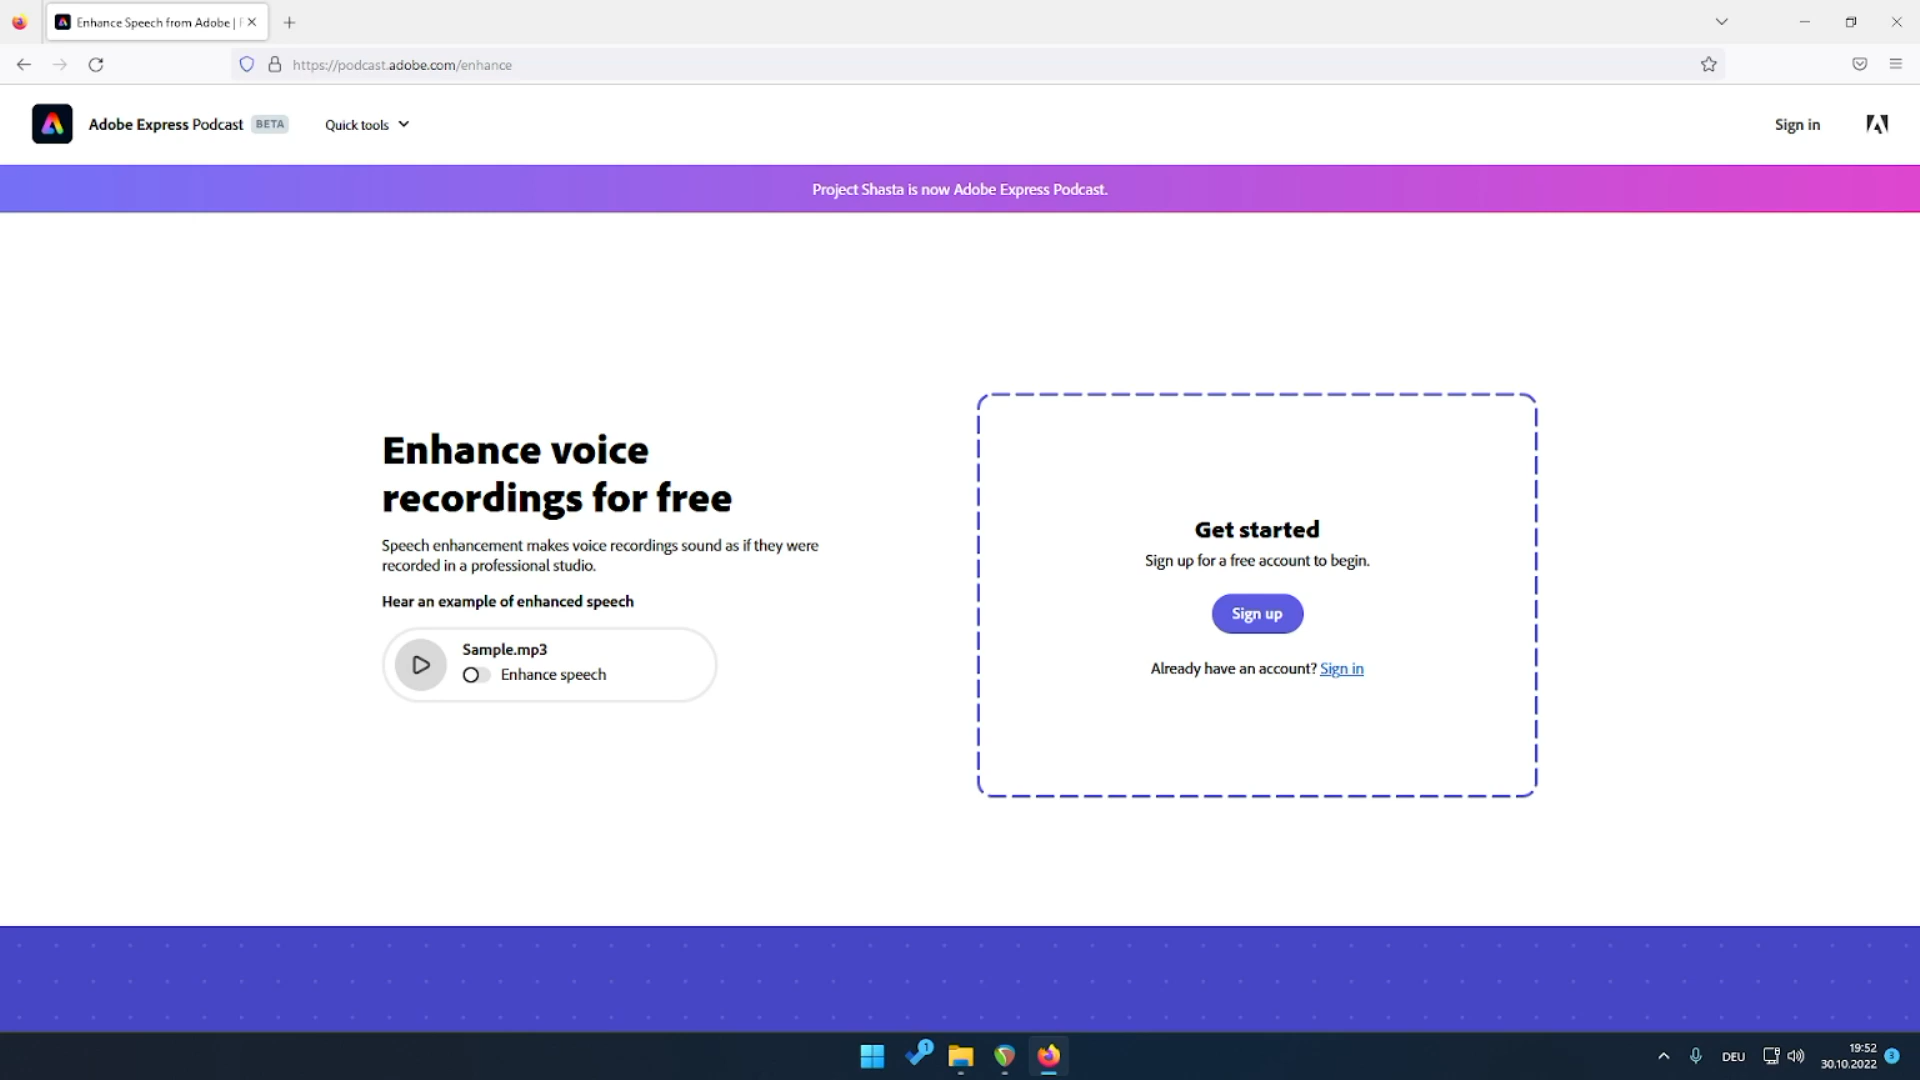 Enhance Speech from Adobe |
https://podcast.adobe.com/enhance
Adobe Express Podcast BETA
Quick tools
Sign in
Project Shasta is now Adobe Express Podcast.
Enhance voice
recordings for free
Speech enhancement makes voice recordings sound as if they were
recorded in a professional studio.
Hear an example of enhanced speech
Sample.mp3
Enhance speech
Get started
Sign up for a free account to begin.
Sign up
Already have an account? Sign in
1
DEU
19:52
30.10.2022
3